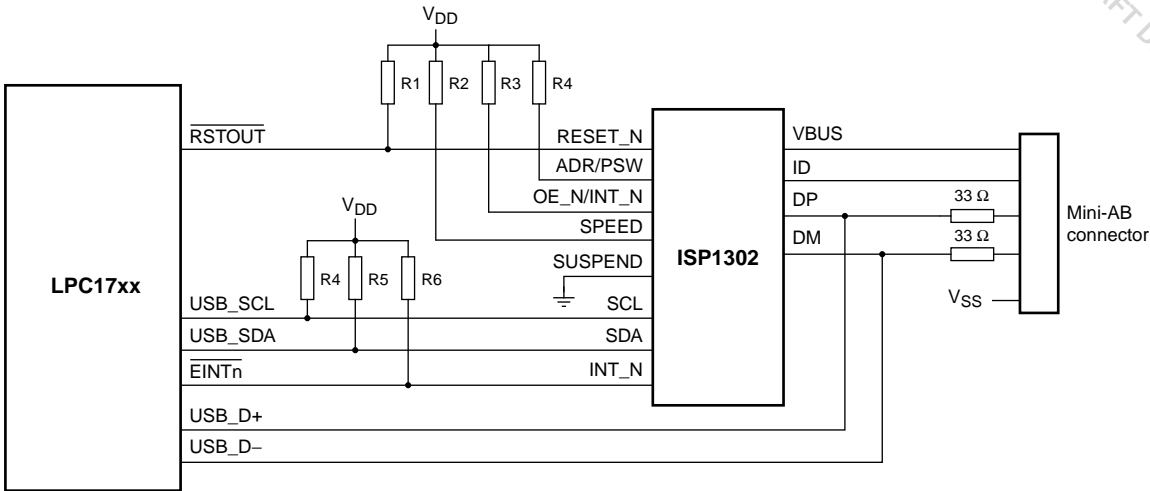 VDD
R1 R2 R3 R4
RSTOUT
RESET_N
ADR/PSW
OE_N/INT_N
SPEED
SUSPEND
VBUS
ID
DP
DM
33 Ω
33 Ω
Mini-AB
connector
VSS
LPC17xx
ISP1302
VDD
R4 R5 R6
USB_SCL
SCL
USB_SDA
SDA
EINTn
INT_N
USB_D+
USB_D−